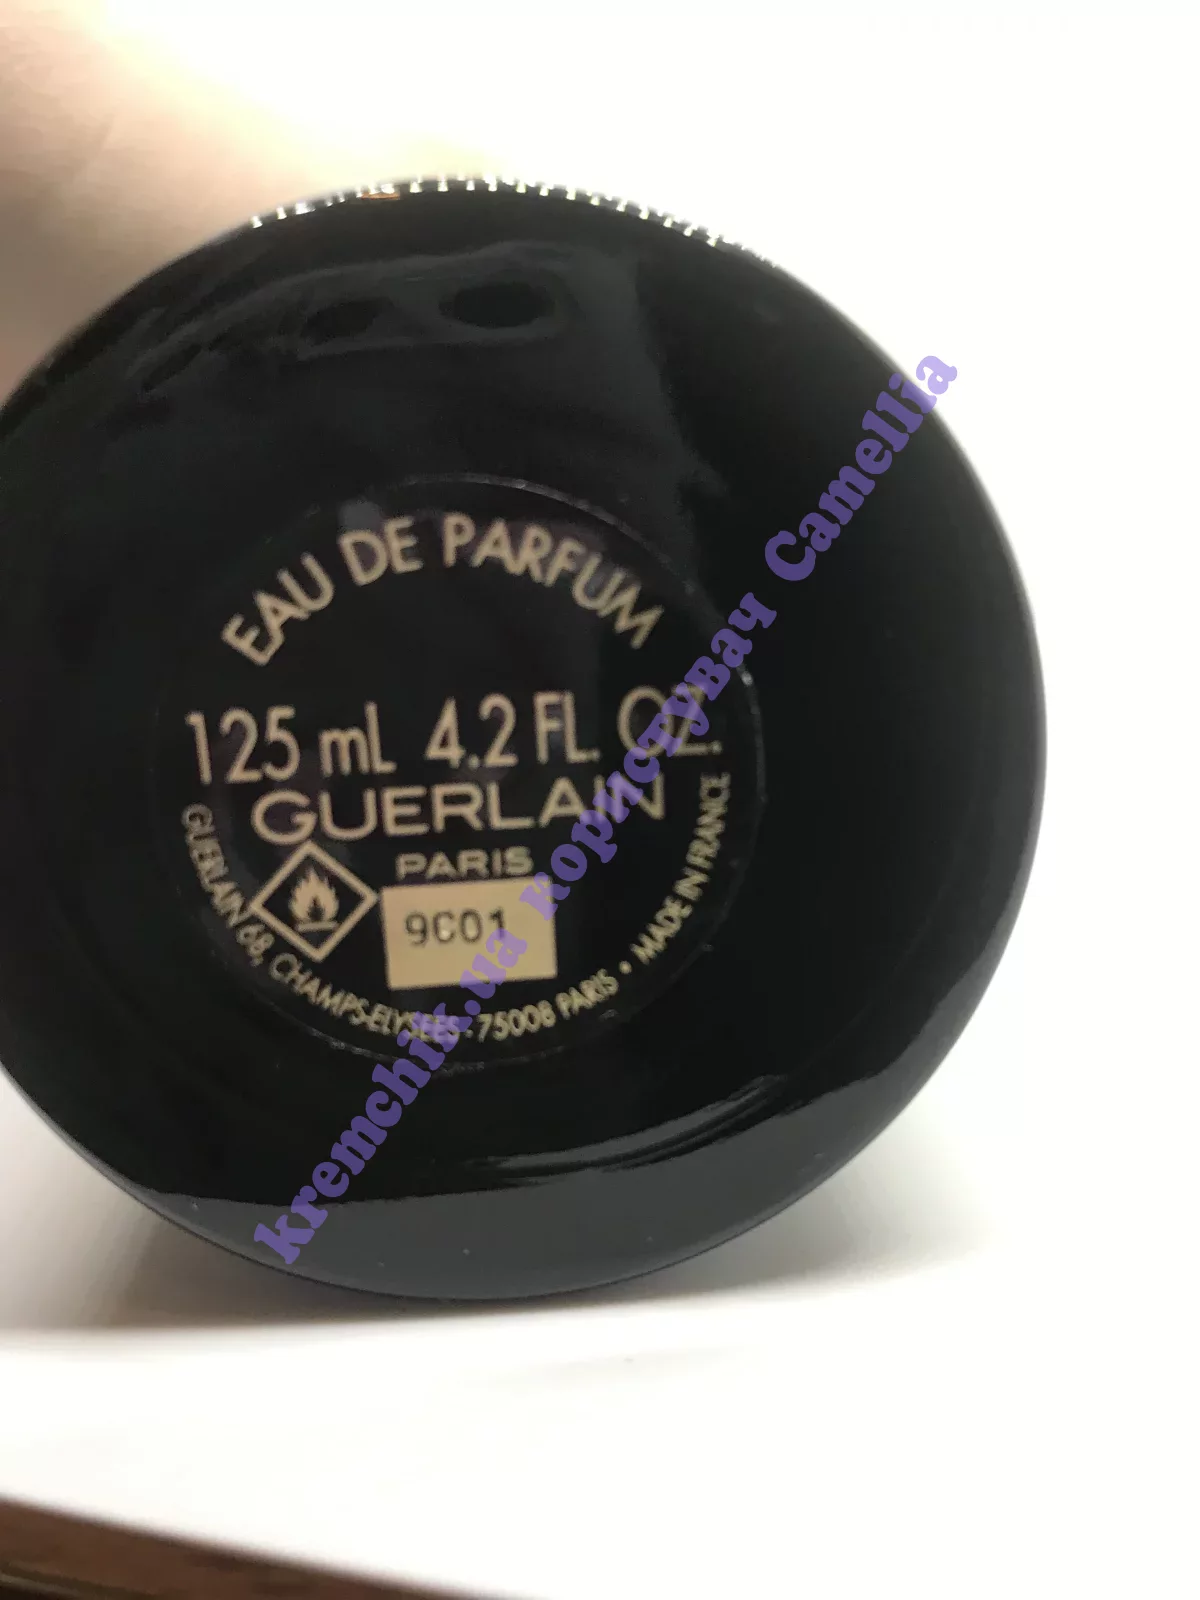 EAU DE PARFUM
125 mL 4.2 FL. OZ.
GUERLAIN
PARIS
9C01
GUERLAIN 68, CHAMPS-ELYSEES - 75008 PARIS • MADE IN FRANCE
kremchik.ua користувач Camellia